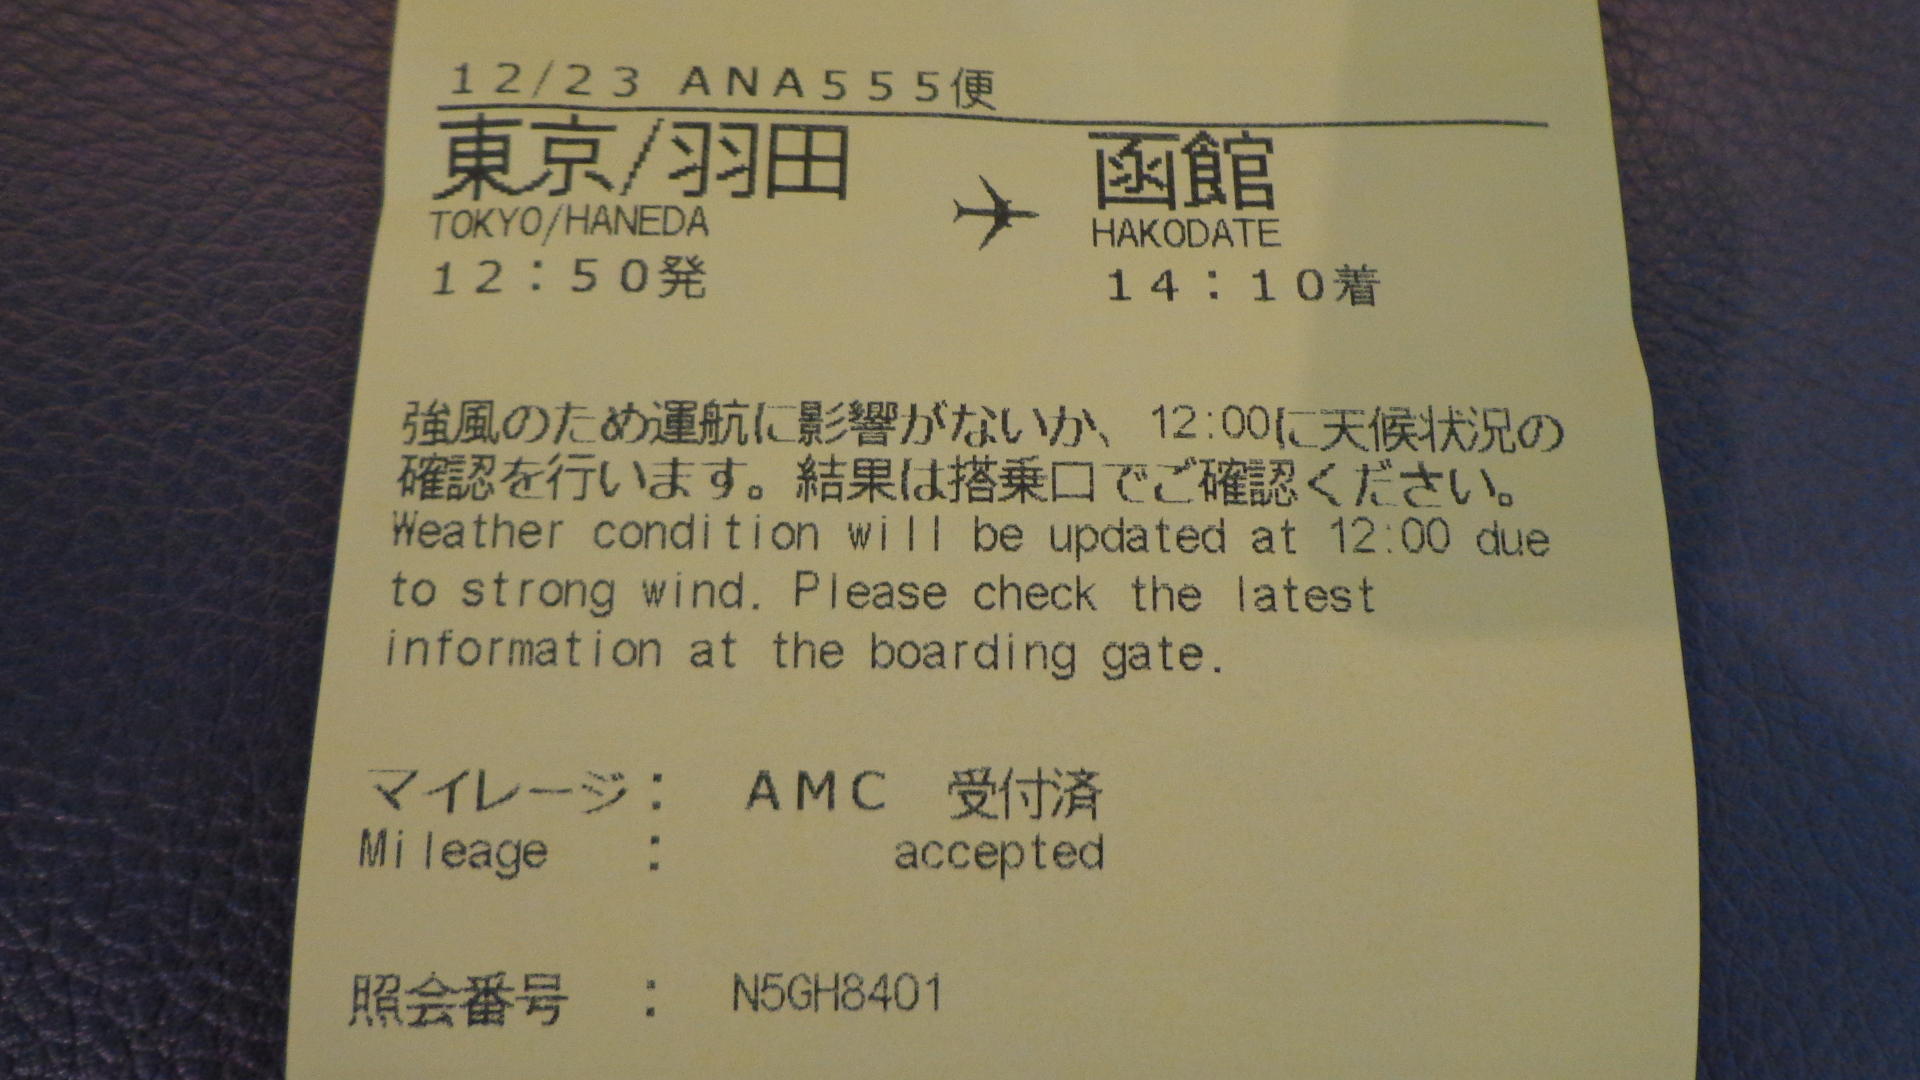 12/23 ANA555便
東京/羽田 函館
TOKYO/HANEDA HAKODATE
12:50発 14:10着
強風のため運航に影響がないか、12:00に天候状況の
確認を行います。結果は搭乗口でご確認ください。
Weather condition will be updated at 12:00 due
to strong wind. Please check the latest
information at the boarding gate.
マイレージ: AMC 受付済
Mileage : accepted
照会番号 : N5GH8401